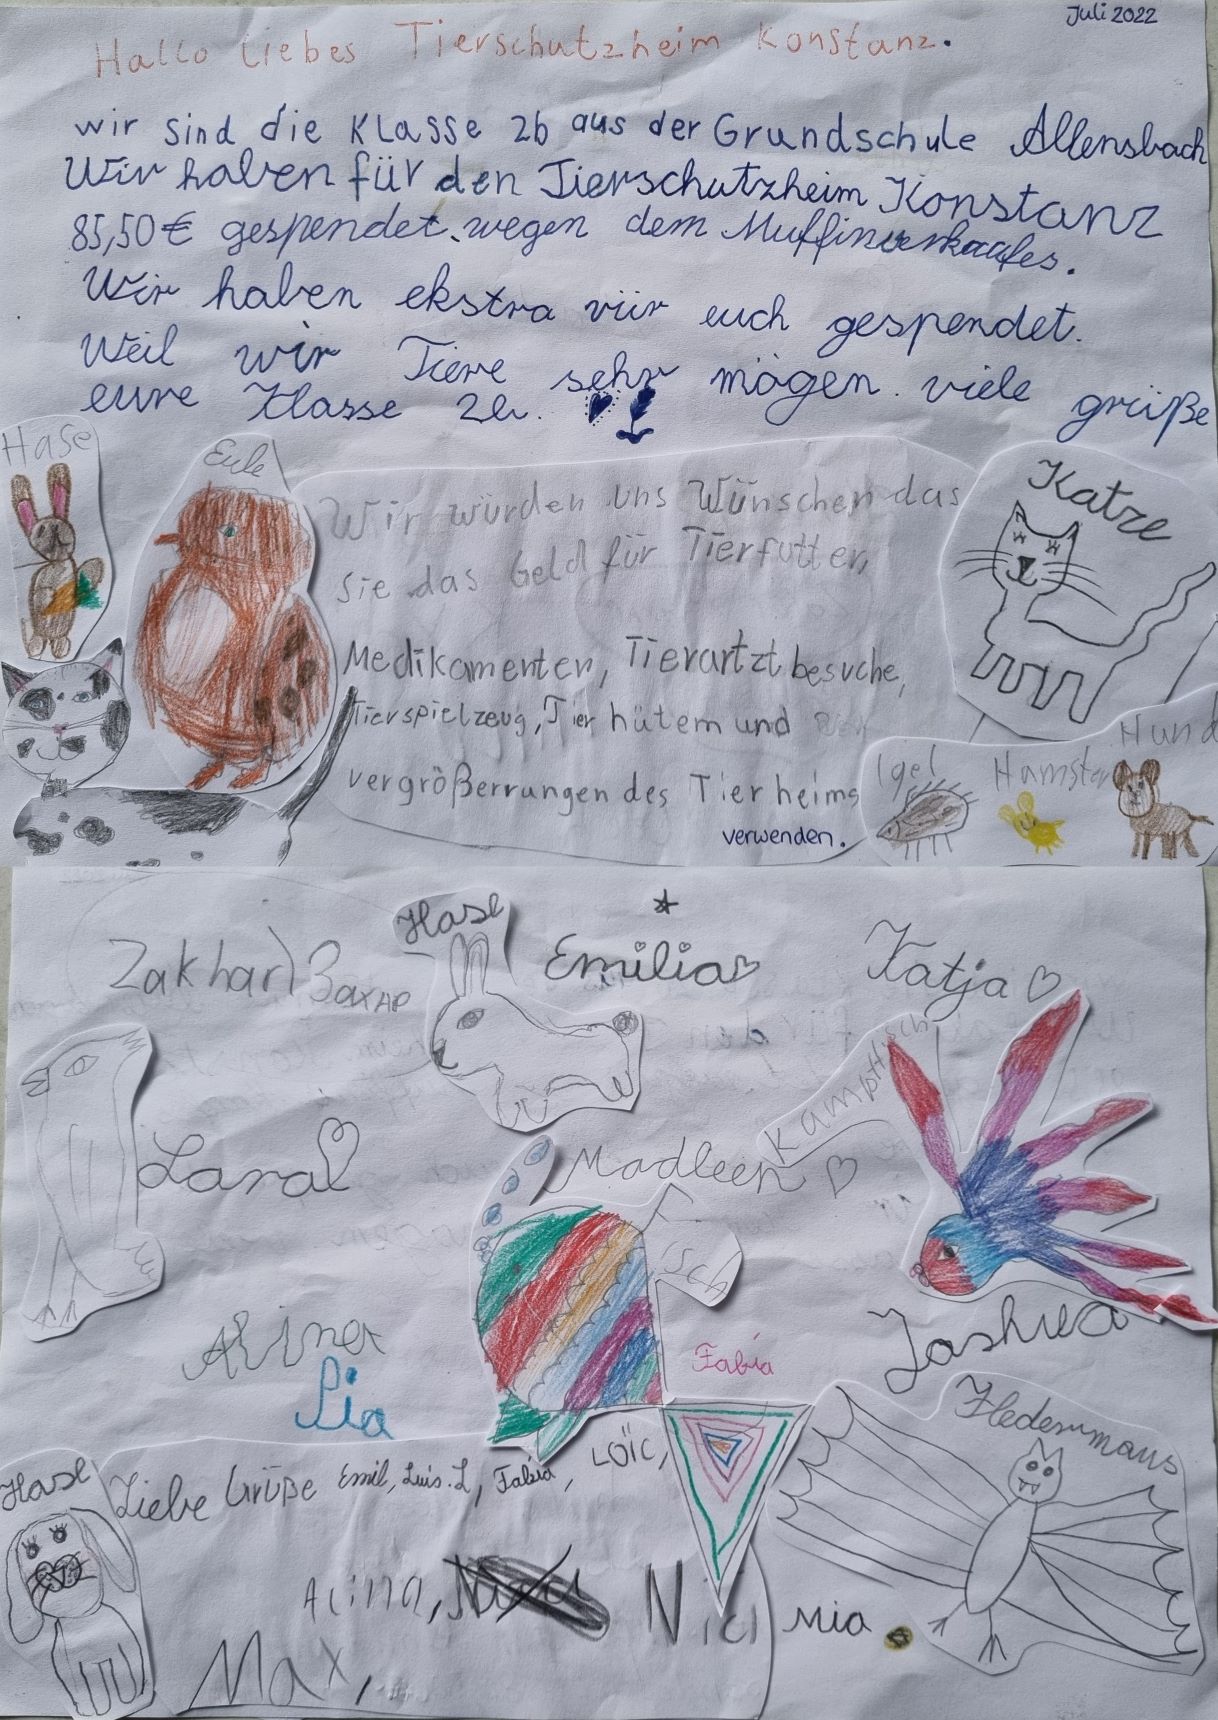 Juli 2022
Hallo liebes Tierschutzheim Konstanz.
wir sind die Klasse 2b aus der Grundschule Allensbach
Wir haben für den Tierschutzheim Konstanz
85,50 € gespendet. wegen dem Muffinverkaufes.
Wir haben ekstra vür euch gespendet.
Weil wir Tiere sehr mögen. viele grüße
eure Klasse 2b.
Hase
Eule
Wir würden uns Wünschen das
Sie das Geld für Tierfutter,
Medikamenten, Tierartzt besuche,
Tierspielzeug, Tier hütern und
vergrößerrungen des Tierheims
verwenden.
Katze
Igel
Hamster
Hund
Hase
Emilia
Katja
Zakhar) Захар
Kampffisch
Lara
Madleen
sch
Alina
Lia
Fabia
Joshua
Fledermaus
Hase
Liebe Grüße Emil, Luis. L, Fabia, Loïc,
Alina, Nici Mia
Max,